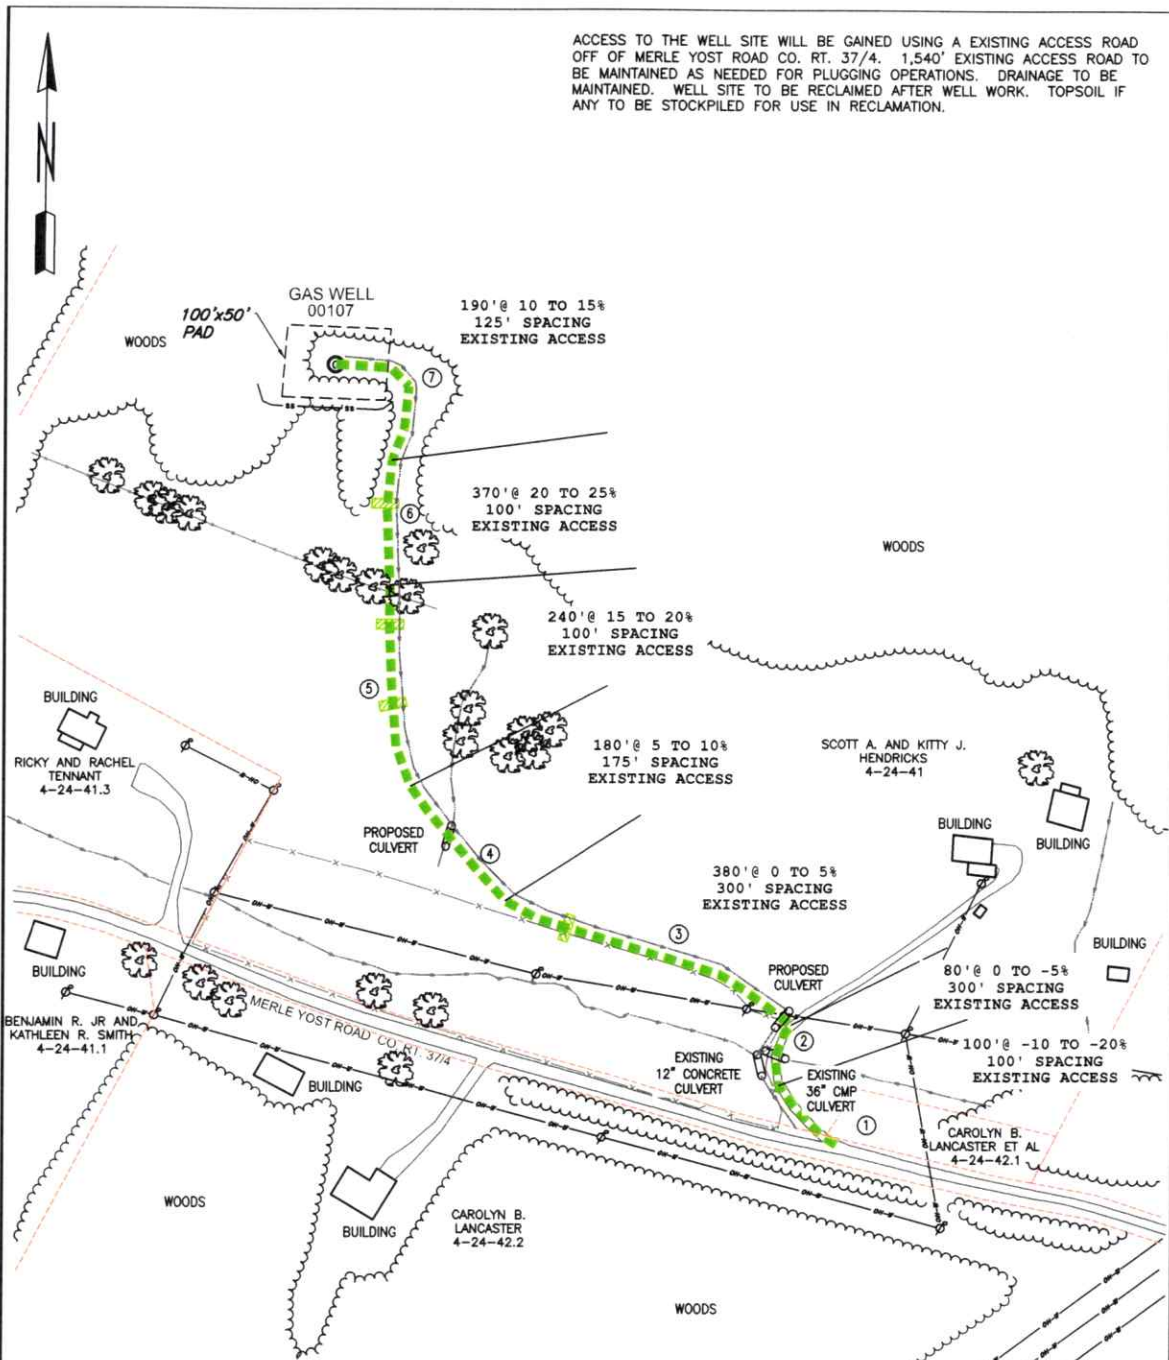 ACCESS TO THE WELL SITE WILL BE GAINED USING A EXISTING ACCESS ROAD
OFF OF MERLE YOST ROAD CO. RT. 37/4. 1,540' EXISTING ACCESS ROAD TO
BE MAINTAINED AS NEEDED FOR PLUGGING OPERATIONS. DRAINAGE TO BE
MAINTAINED. WELL SITE TO BE RECLAIMED AFTER WELL WORK. TOPSOIL IF
ANY TO BE STOCKPILED FOR USE IN RECLAMATION.
N
GAS WELL
00107
100'x50'
PAD
WOODS
190'@ 10 TO 15%
125' SPACING
EXISTING ACCESS
7
370'@ 20 TO 25%
100' SPACING
EXISTING ACCESS
6
WOODS
240'@ 15 TO 20%
100' SPACING
EXISTING ACCESS
5
BUILDING
RICKY AND RACHEL
TENNANT
4-24-41.3
180'@ 5 TO 10%
175' SPACING
EXISTING ACCESS
SCOTT A. AND KITTY J.
HENDRICKS
4-24-41
PROPOSED
CULVERT
4
BUILDING
BUILDING
380'@ 0 TO 5%
300' SPACING
EXISTING ACCESS
3
BUILDING
BUILDING
PROPOSED
CULVERT
80'@ 0 TO -5%
300' SPACING
EXISTING ACCESS
BENJAMIN R. JR AND
KATHLEEN R. SMITH
4-24-41.1
MERLE YOST ROAD CO. RT. 37/4
2
100'@ -10 TO -20%
100' SPACING
EXISTING ACCESS
EXISTING
12" CONCRETE
CULVERT
EXISTING
36" CMP
CULVERT
BUILDING
1
CAROLYN B.
LANCASTER ET AL
4-24-42.1
WOODS
BUILDING
CAROLYN B.
LANCASTER
4-24-42.2
WOODS